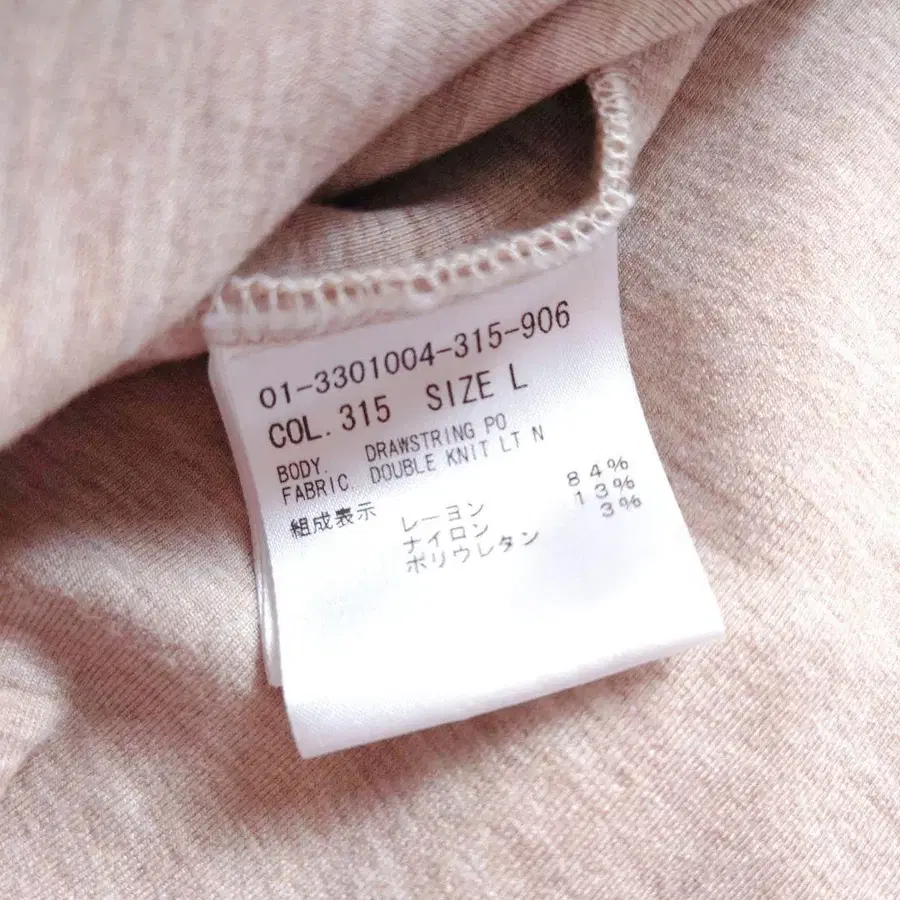 01-3301004-315-906
COL. 315 SIZE L
BODY. DRAWSTRING PO
FABRIC. DOUBLE KNIT LT N
組成表示 レーヨン 84%
ナイロン 13%
ポリウレタン 3%